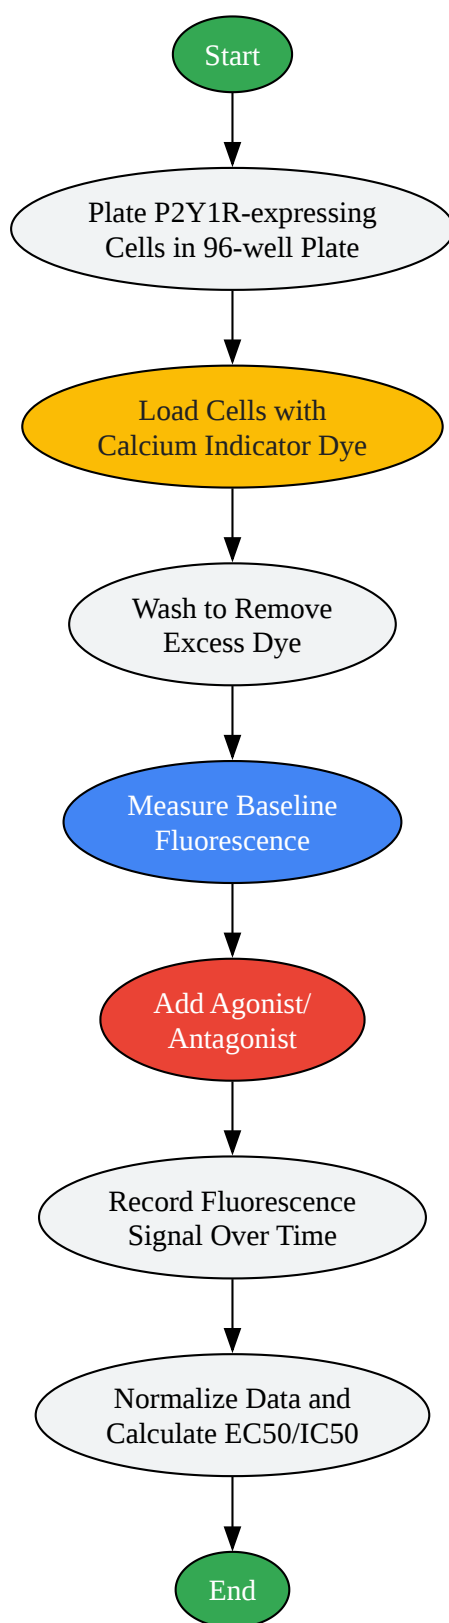 Start
Plate P2Y1R-expressing
Cells in 96-well Plate
Load Cells with
Calcium Indicator Dye
Wash to Remove
Excess Dye
Measure Baseline
Fluorescence
Add Agonist/
Antagonist
Record Fluorescence
Signal Over Time
Normalize Data and
Calculate EC50/IC50
End